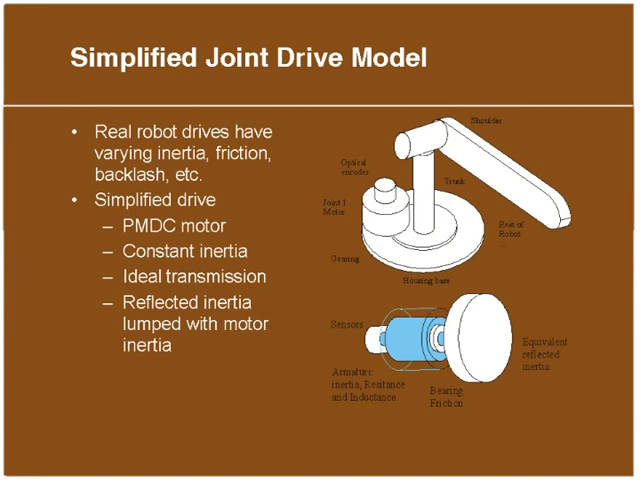 Simplified Joint Drive Model
• Real robot drives have
varying inertia, friction,
backlash, etc.
• Simplified drive
– PMDC motor
– Constant inertia
– Ideal transmission
– Reflected inertia
lumped with motor
inertia
Shoulder
Optical
encoder
Trunk
Joint 1
Motor
Rest of
Robot
...
Gearing
Housing base
Sensors
Equivalent
reflected
inertia
Armature
inertia, Resitance
and Inductance
Bearing
Friction